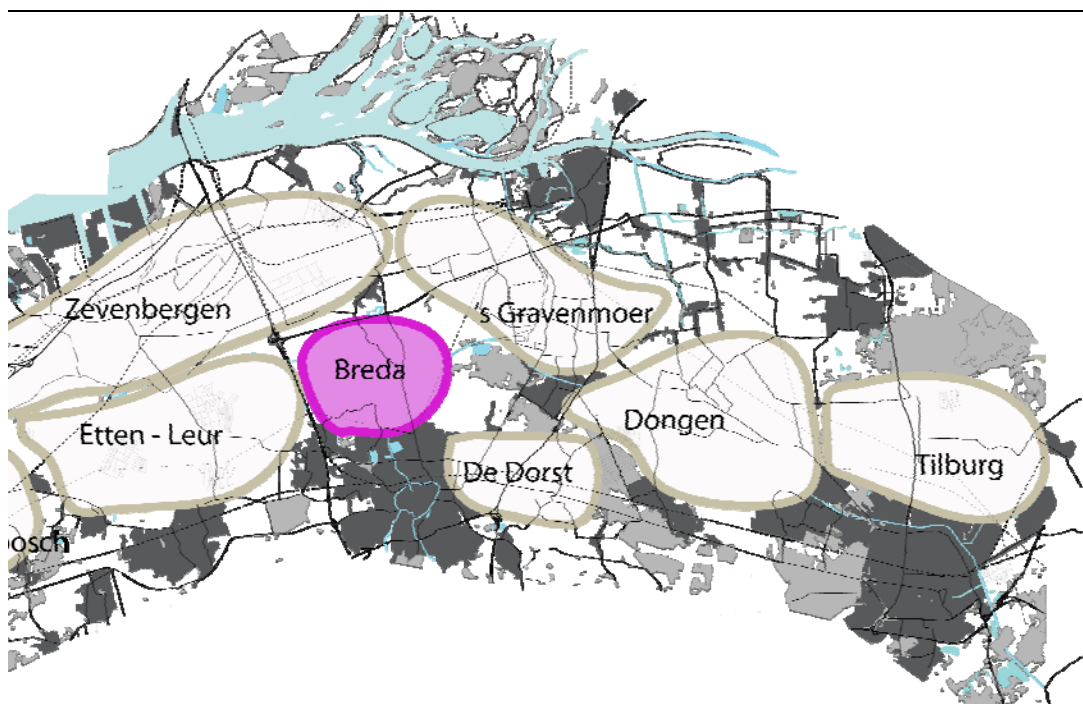 Zevenbergen
's Gravenmoer
Breda
Etten - Leur
Dongen
De Dorst
Tilburg
bosch